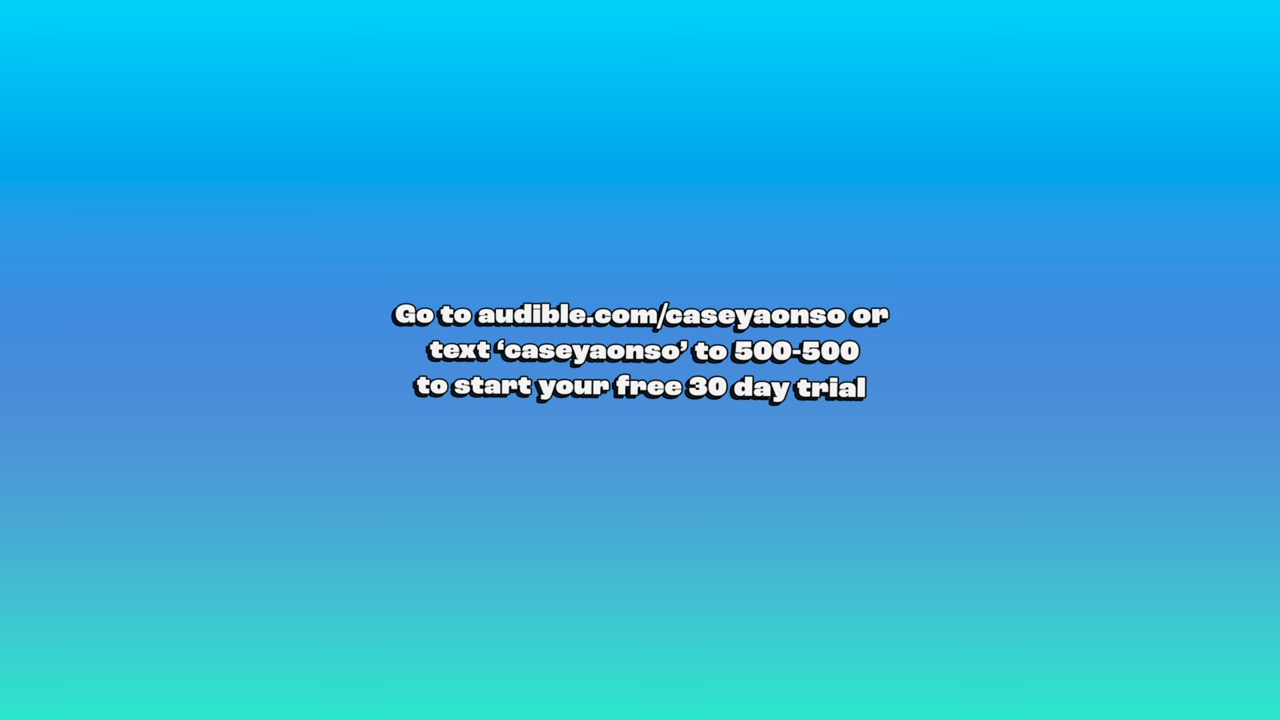 Go to audible.com/caseyaonso or
text ‘caseyaonso’ to 500-500
to start your free 30 day trial